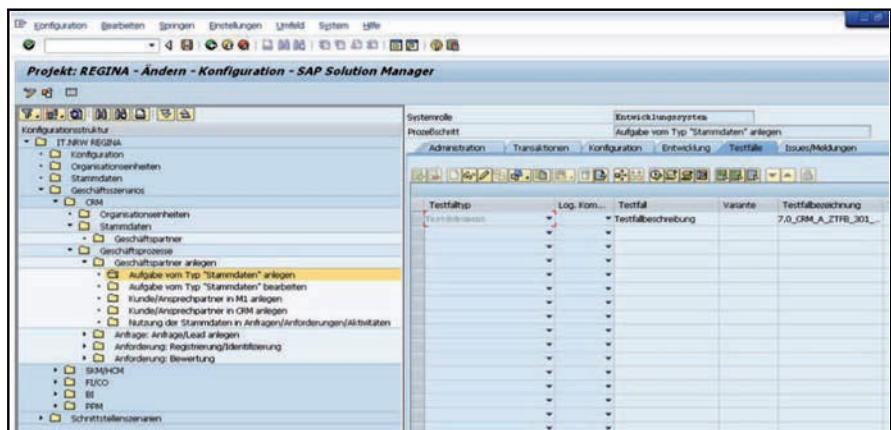 Konfiguration Bearbeiten Springen Einstellungen Umfeld System Hilfe
Projekt: REGINA - Ändern - Konfiguration - SAP Solution Manager
Konfigurationsstruktur
IT.NRW REGINA
Konfiguration
Organisationseinheiten
Stammdaten
Geschäftsszenarios
CRM
Organisationseinheiten
Stammdaten
Geschäftspartner
Geschäftsprozesse
Geschäftspartner anlegen
Aufgabe vom Typ "Stammdaten" anlegen
Aufgabe vom Typ "Stammdaten" bearbeiten
Kunde/Ansprechpartner in M1 anlegen
Kunde/Ansprechpartner in CRM anlegen
Nutzung der Stammdaten in Anfragen/Anforderungen/Aktivitäten
Anfrage: Anfrage/Lead anlegen
Anforderung: Registrierung/Identifizierung
Anforderung: Bewertung
SRM/HCM
FI/CO
BI
PPM
Schnittstellenszenarien
Systemrolle Entwicklungssystem
Prozeßschritt Aufgabe vom Typ "Stammdaten" anlegen
Administration Transaktionen Konfiguration Entwicklung Testfälle Issues/Meldungen
Testfalltyp Log. Kom... Testfall Variante Testfallbezeichnung
Testdokument Testfallbeschreibung 7.0_CRM_A_ZTFB_301_...